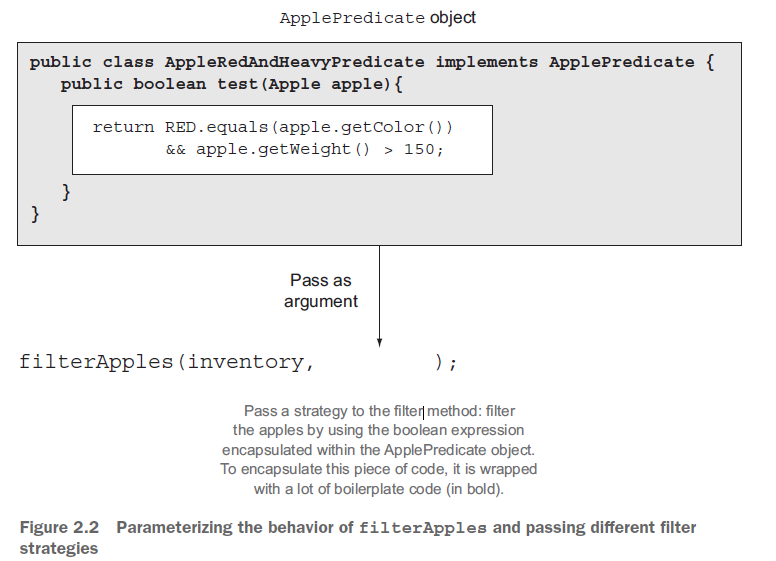 ApplePredicate object
public class AppleRedAndHeavyPredicate implements ApplePredicate {
public boolean test(Apple apple){
return RED.equals(apple.getColor())
&& apple.getWeight() > 150;
}
}
Pass as
argument
filterApples(inventory, );
Pass a strategy to the filter method: filter
the apples by using the boolean expression
encapsulated within the ApplePredicate object.
To encapsulate this piece of code, it is wrapped
with a lot of boilerplate code (in bold).
Figure 2.2 Parameterizing the behavior of filterApples and passing different filter
strategies